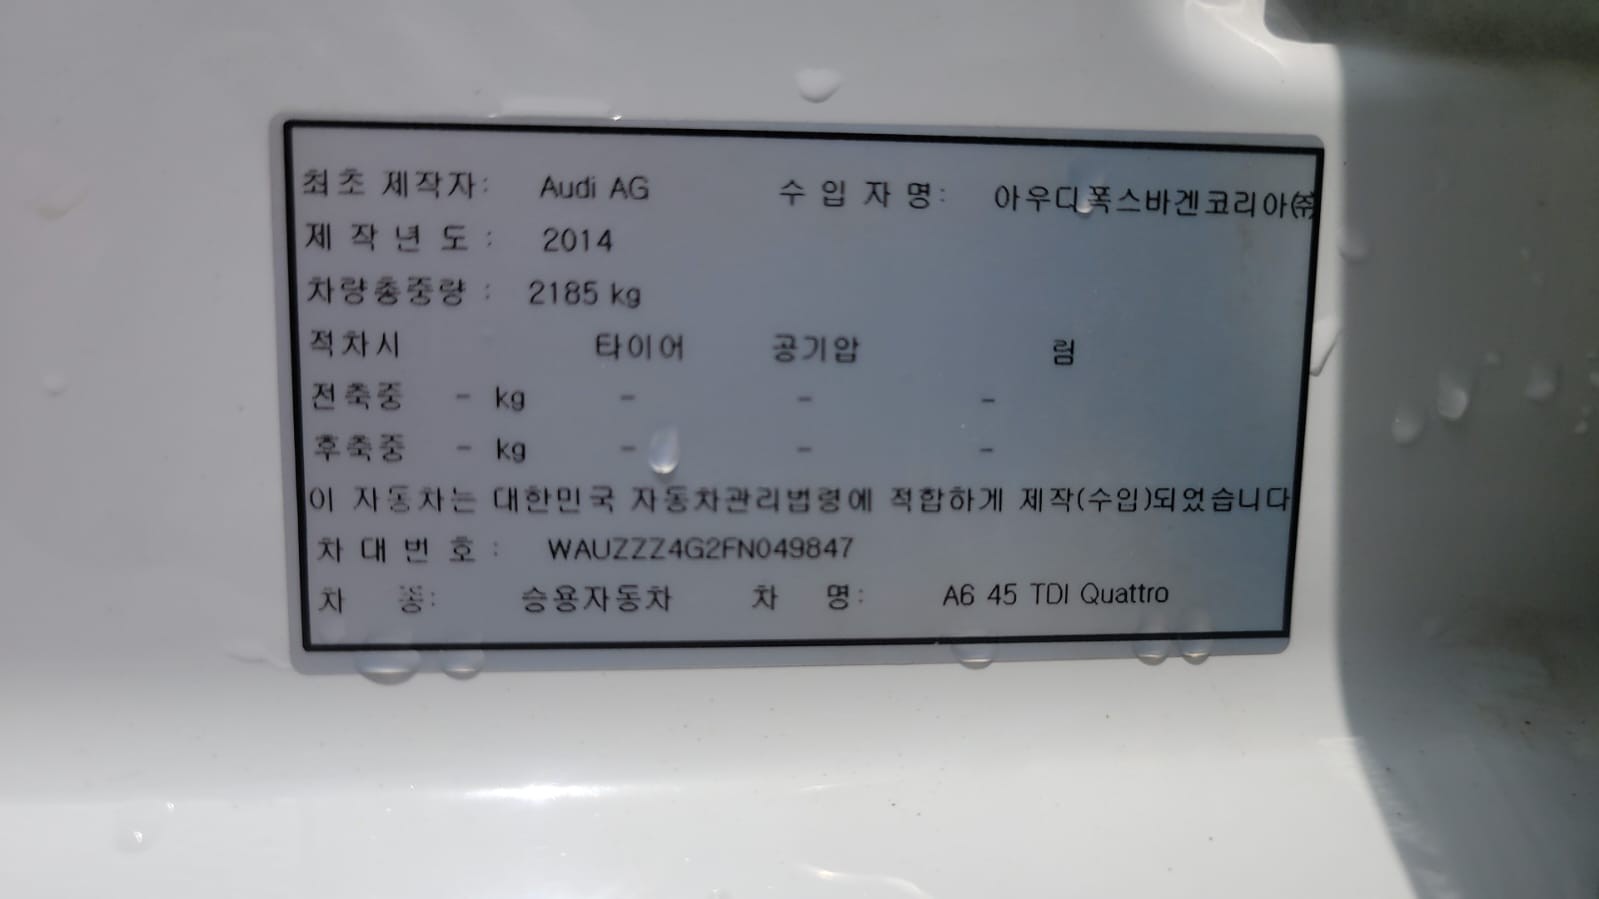 최초 제작자: Audi AG 수 입 자 명: 아우디폭스바겐코리아㈜
제 작 년 도 : 2014
차량총중량 : 2185 kg
적차시 타이어 공기압 림
전축중 - kg - - -
후축중 - kg - - -
이 자동차는 대한민국 자동차관리법령에 적합하게 제작(수입)되었습니다
차 대 번 호 : WAUZZZ4G2FN049847
차 종: 승용자동차 차 명: A6 45 TDI Quattro